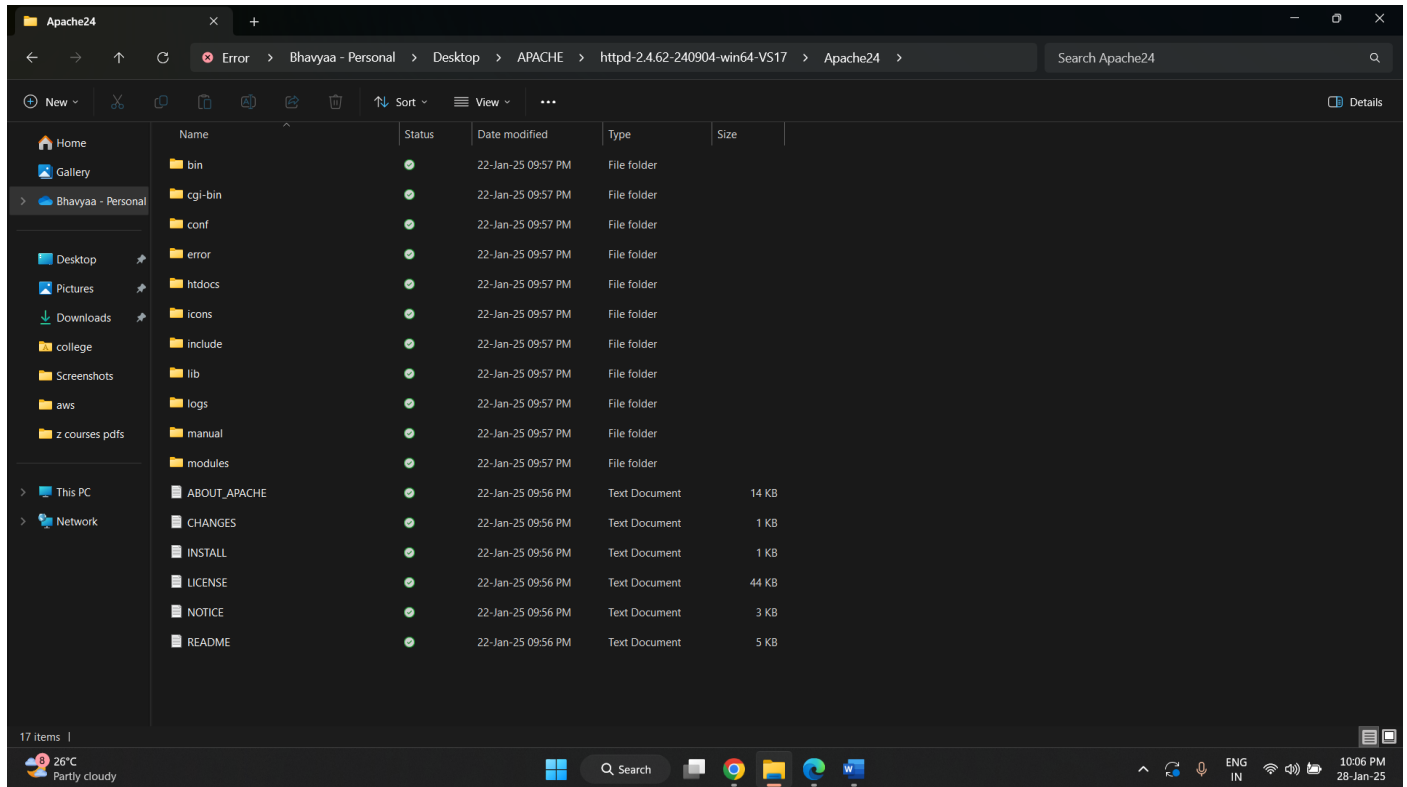 Apache24
Error > Bhavyaa - Personal > Desktop > APACHE > httpd-2.4.62-240904-win64-VS17 > Apache24 >
Search Apache24
New
Sort
View
Details
Home
Gallery
Bhavyaa - Personal
Desktop
Pictures
Downloads
college
Screenshots
aws
z courses pdfs
This PC
Network
Name Status Date modified Type Size
bin 22-Jan-25 09:57 PM File folder
cgi-bin 22-Jan-25 09:57 PM File folder
conf 22-Jan-25 09:57 PM File folder
error 22-Jan-25 09:57 PM File folder
htdocs 22-Jan-25 09:57 PM File folder
icons 22-Jan-25 09:57 PM File folder
include 22-Jan-25 09:57 PM File folder
lib 22-Jan-25 09:57 PM File folder
logs 22-Jan-25 09:57 PM File folder
manual 22-Jan-25 09:57 PM File folder
modules 22-Jan-25 09:57 PM File folder
ABOUT_APACHE 22-Jan-25 09:56 PM Text Document 14 KB
CHANGES 22-Jan-25 09:56 PM Text Document 1 KB
INSTALL 22-Jan-25 09:56 PM Text Document 1 KB
LICENSE 22-Jan-25 09:56 PM Text Document 44 KB
NOTICE 22-Jan-25 09:56 PM Text Document 3 KB
README 22-Jan-25 09:56 PM Text Document 5 KB
17 items
8
26°C
Partly cloudy
Search
W
ENG
IN
10:06 PM
28-Jan-25